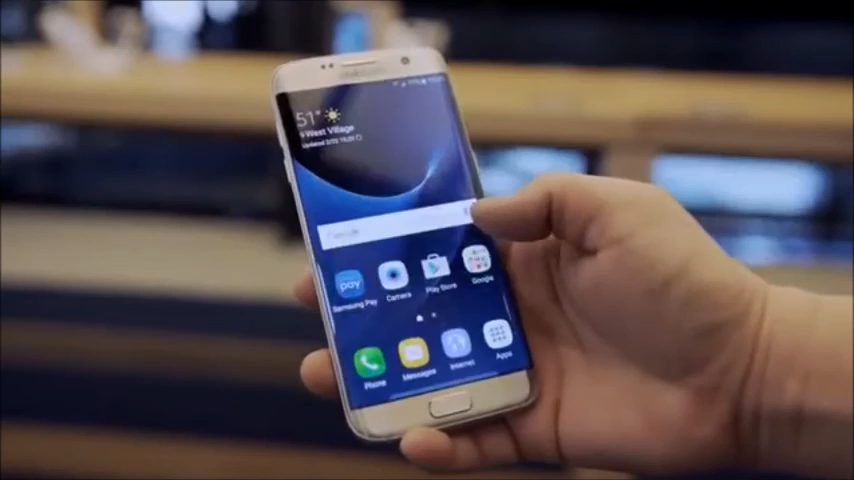 51°
West Village
Google
Samsung Pay
pay
Camera
Play Store
Google
Phone
Messages
Internet
Apps